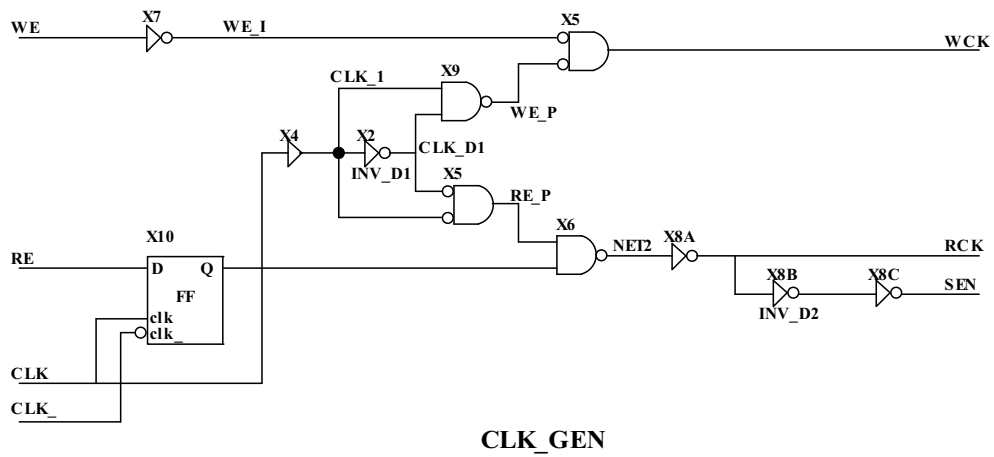 X7
X5
WE
WE_I
WCK
X9
CLK_1
WE_P
X4
X2
CLK_D1
INV_D1
X5
RE_P
X6
X10
NET2
X8A
RE
RCK
D Q
X8B
X8C
SEN
FF
INV_D2
clk
clk_
CLK
CLK_
CLK_GEN